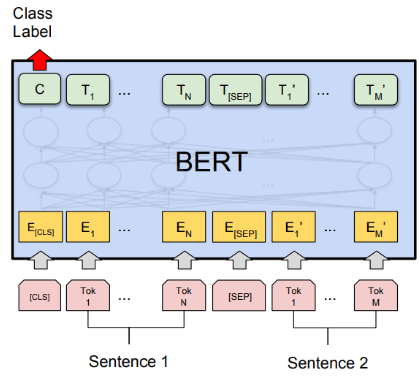 Class
Label
C T1 ... TN T[SEP] T1' ... TM'
BERT
E[CLS] E1 ... EN E[SEP] E1' ... EM'
[CLS] Tok 1 ... Tok N [SEP] Tok 1 ... Tok M
Sentence 1 Sentence 2